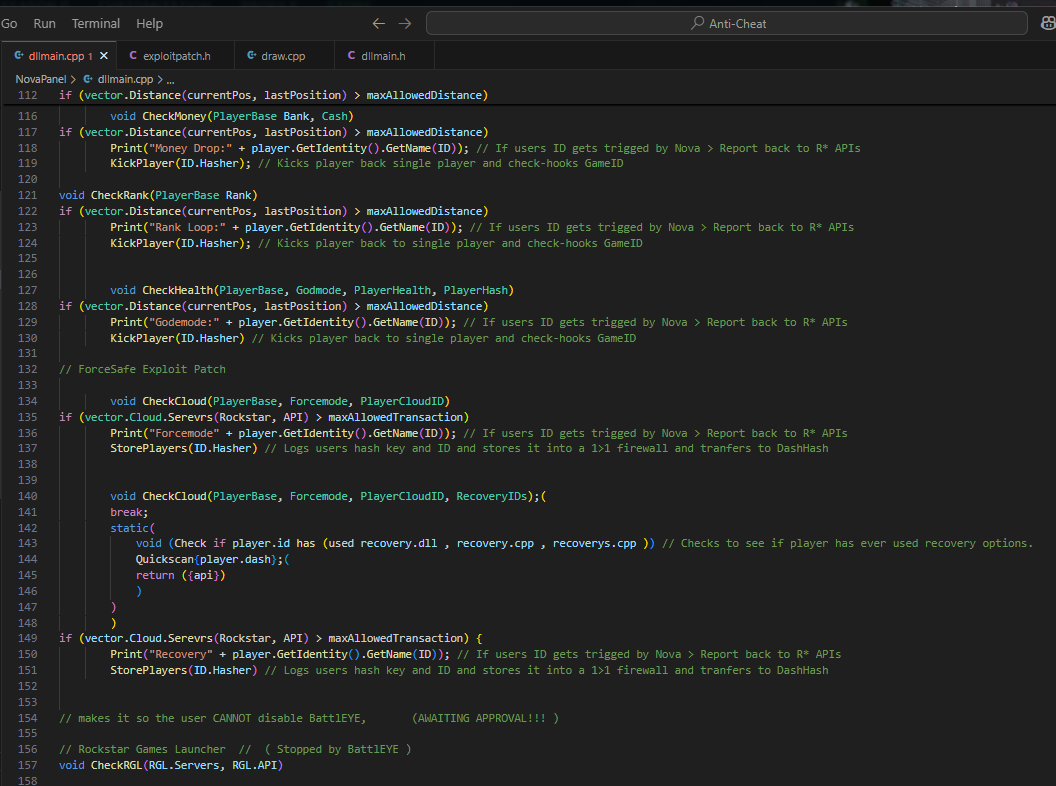 Go Run Terminal Help
Anti-Cheat
dllmain.cpp 1 exploitpatch.h draw.cpp dllmain.h
NovaPanel > dllmain.cpp > ...
112 if (vector.Distance(currentPos, lastPosition) > maxAllowedDistance)
116 void CheckMoney(PlayerBase Bank, Cash)
117 if (vector.Distance(currentPos, lastPosition) > maxAllowedDistance)
118 Print("Money Drop:" + player.GetIdentity().GetName(ID)); // If users ID gets trigged by Nova > Report back to R* APIs
119 KickPlayer(ID.Hasher); // Kicks player back single player and check-hooks GameID
120
121 void CheckRank(PlayerBase Rank)
122 if (vector.Distance(currentPos, lastPosition) > maxAllowedDistance)
123 Print("Rank Loop:" + player.GetIdentity().GetName(ID)); // If users ID gets trigged by Nova > Report back to R* APIs
124 KickPlayer(ID.Hasher); // Kicks player back to single player and check-hooks GameID
125
126
127 void CheckHealth(PlayerBase, Godmode, PlayerHealth, PlayerHash)
128 if (vector.Distance(currentPos, lastPosition) > maxAllowedDistance)
129 Print("Godemode:" + player.GetIdentity().GetName(ID)); // If users ID gets trigged by Nova > Report back to R* APIs
130 KickPlayer(ID.Hasher) // Kicks player back to single player and check-hooks GameID
131
132 // ForceSafe Exploit Patch
133
134 void CheckCloud(PlayerBase, Forcemode, PlayerCloudID)
135 if (vector.Cloud.Serevrs(Rockstar, API) > maxAllowedTransaction)
136 Print("Forcemode" + player.GetIdentity().GetName(ID)); // If users ID gets trigged by Nova > Report back to R* APIs
137 StorePlayers(ID.Hasher) // Logs users hash key and ID and stores it into a 1>1 firewall and tranfers to DashHash
138
139
140 void CheckCloud(PlayerBase, Forcemode, PlayerCloudID, RecoveryIDs);(
141 break;
142 static(
143 void (Check if player.id has (used recovery.dll , recovery.cpp , recoverys.cpp )) // Checks to see if player has ever used recovery options.
144 Quickscan{player.dash};(
145 return ({api})
146 )
147 )
148 )
149 if (vector.Cloud.Serevrs(Rockstar, API) > maxAllowedTransaction) {
150 Print("Recovery" + player.GetIdentity().GetName(ID)); // If users ID gets trigged by Nova > Report back to R* APIs
151 StorePlayers(ID.Hasher) // Logs users hash key and ID and stores it into a 1>1 firewall and tranfers to DashHash
152
153
154 // makes it so the user CANNOT disable BattlEYE, (AWAITING APPROVAL!!! )
155
156 // Rockstar Games Launcher // ( Stopped by BattlEYE )
157 void CheckRGL(RGL.Servers, RGL.API)
158